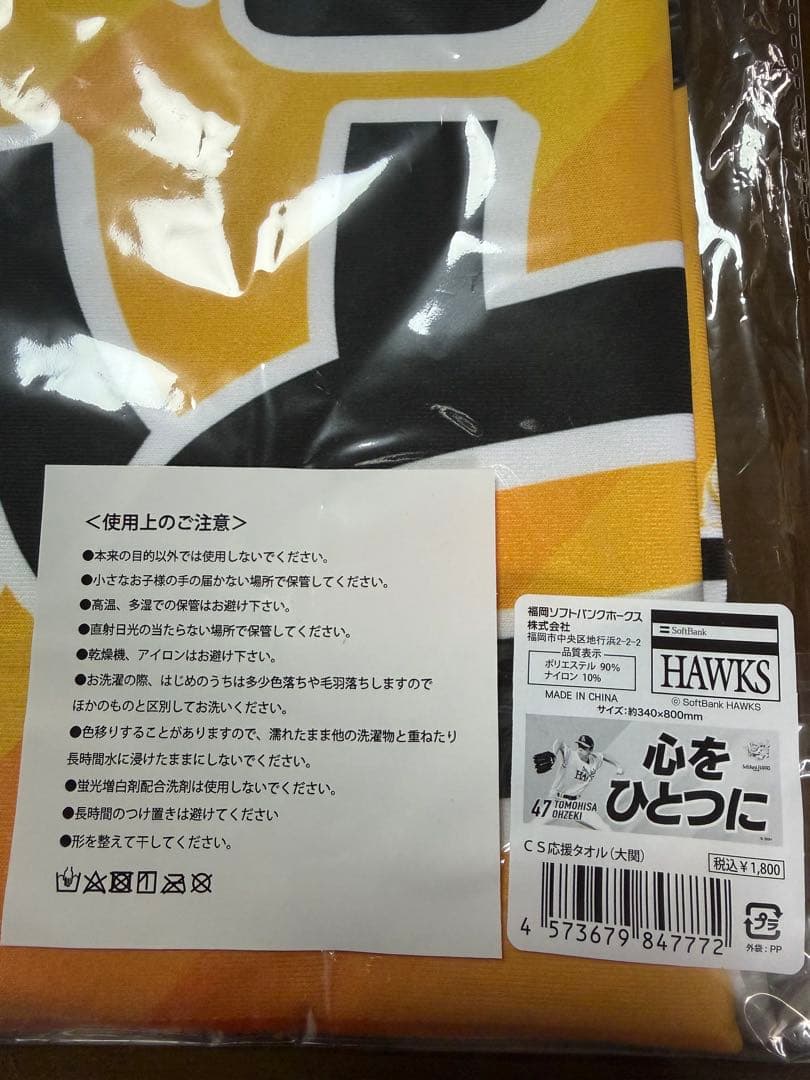 ＜使用上のご注意＞
●本来の目的以外では使用しないでください。
●小さなお子様の手の届かない場所で保管してください。
●高温、多湿での保管はお避け下さい。
●直射日光の当たらない場所で保管してください。
●乾燥機、アイロンはお避け下さい。
●お洗濯の際、はじめのうちは多少色落ちや毛羽落ちしますので
ほかのものと区別してお洗いください。
●色移りすることがありますので、濡れたまま他の洗濯物と重ねたり
長時間水に浸けたままにしないでください。
●蛍光増白剤配合洗剤は使用しないでください。
●長時間のつけ置きは避けてください
●形を整えて干してください。
福岡ソフトバンクホークス
株式会社
福岡市中央区地行浜2-2-2
品質表示
ポリエステル 90%
ナイロン 10%
MADE IN CHINA
SoftBank
HAWKS
© SoftBank HAWKS
サイズ：約340×800mm
心を
ひとつに
47 TOMOHISA
OHZEKI
ＣＳ応援タオル（大関）
税込￥1,800
4 573679 847772
プラ
外袋：PP